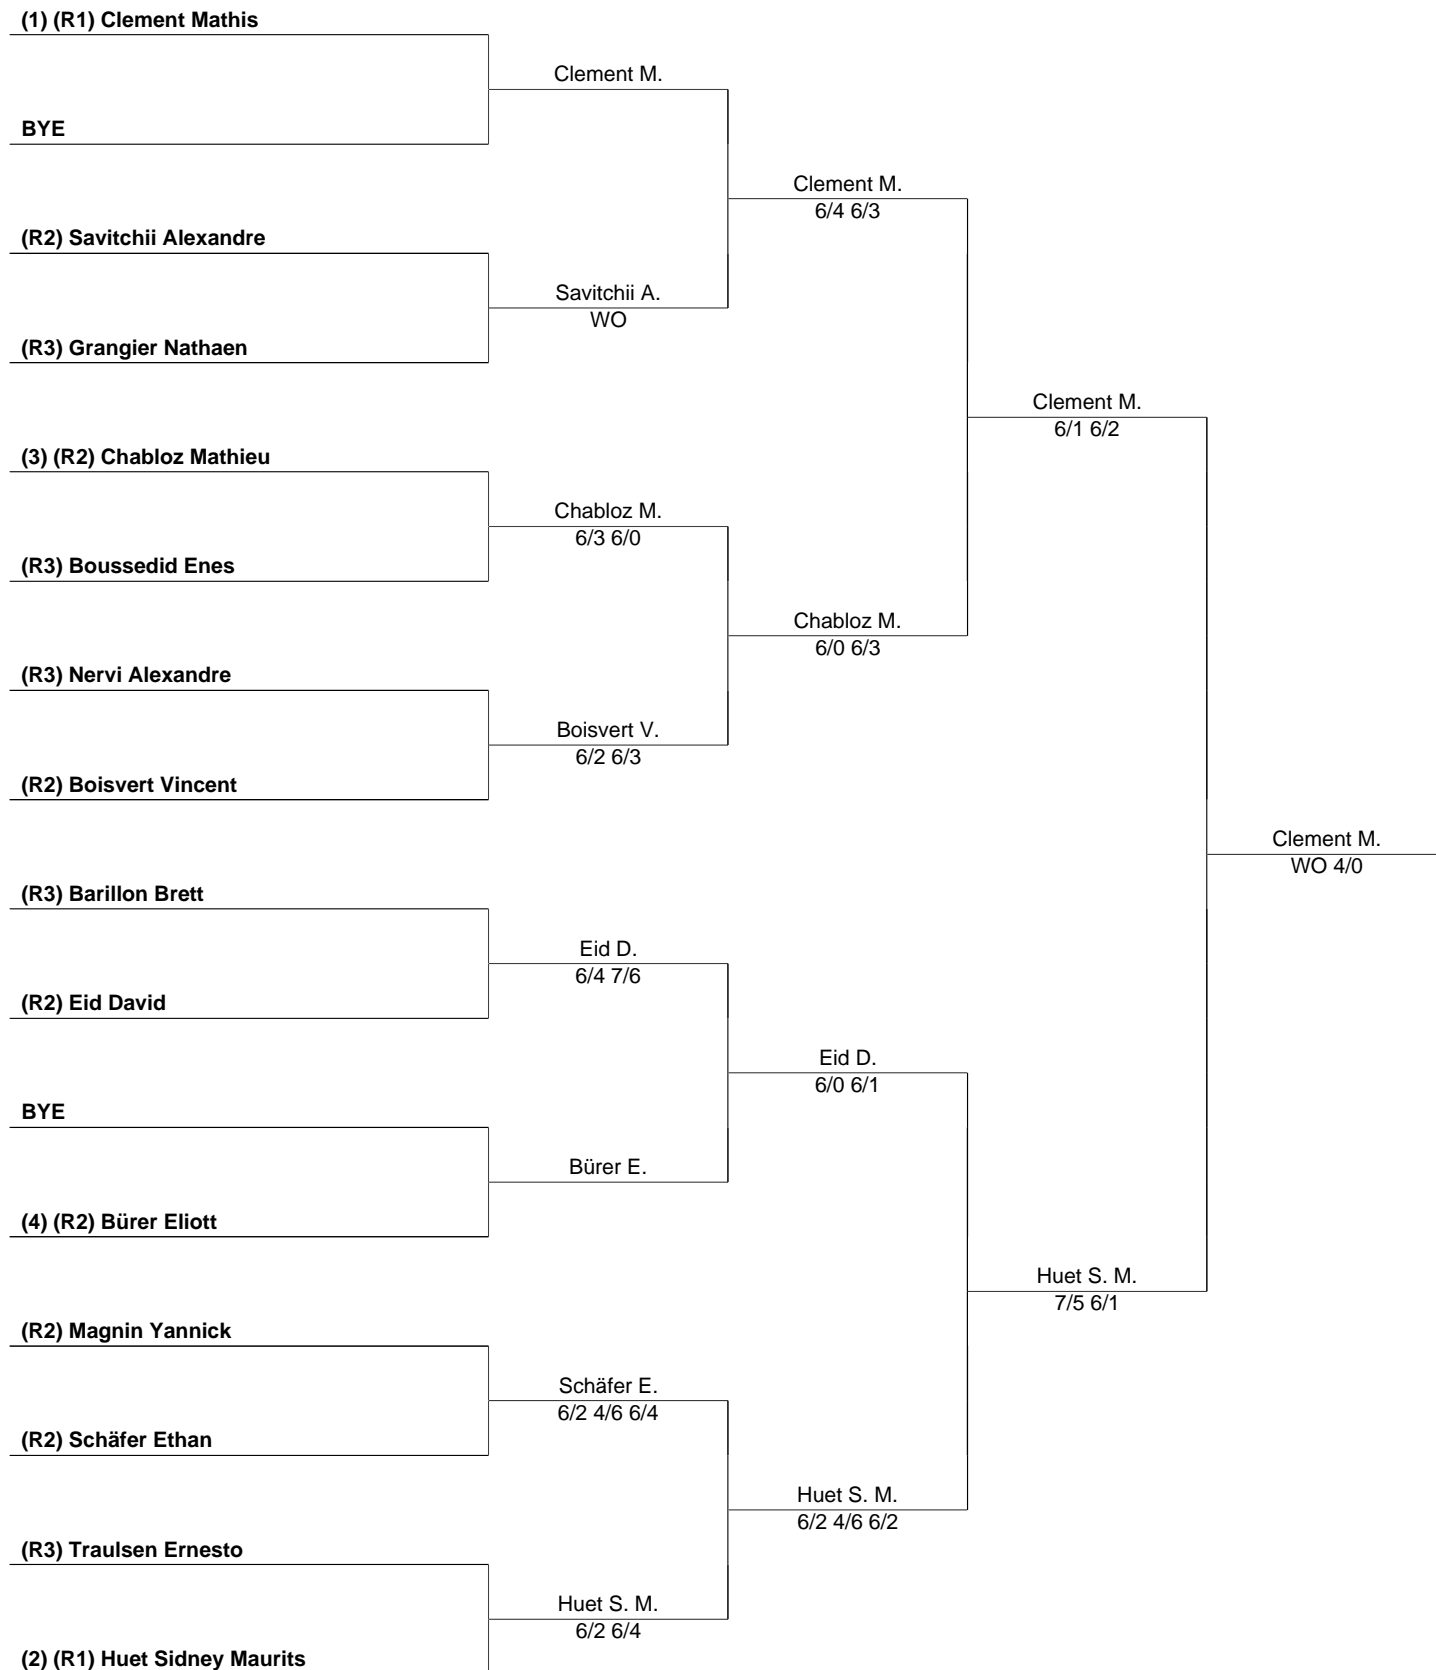 (1) (R1) Clement Mathis
Clement M.
BYE
Clement M.
6/4 6/3
(R2) Savitchii Alexandre
Savitchii A.
WO
(R3) Grangier Nathaen
Clement M.
6/1 6/2
(3) (R2) Chabloz Mathieu
Chabloz M.
6/3 6/0
(R3) Boussedid Enes
Chabloz M.
6/0 6/3
(R3) Nervi Alexandre
Boisvert V.
6/2 6/3
(R2) Boisvert Vincent
Clement M.
WO 4/0
(R3) Barillon Brett
Eid D.
6/4 7/6
(R2) Eid David
Eid D.
6/0 6/1
BYE
Bürer E.
(4) (R2) Bürer Eliott
Huet S. M.
7/5 6/1
(R2) Magnin Yannick
Schäfer E.
6/2 4/6 6/4
(R2) Schäfer Ethan
Huet S. M.
6/2 4/6 6/2
(R3) Traulsen Ernesto
Huet S. M.
6/2 6/4
(2) (R1) Huet Sidney Maurits